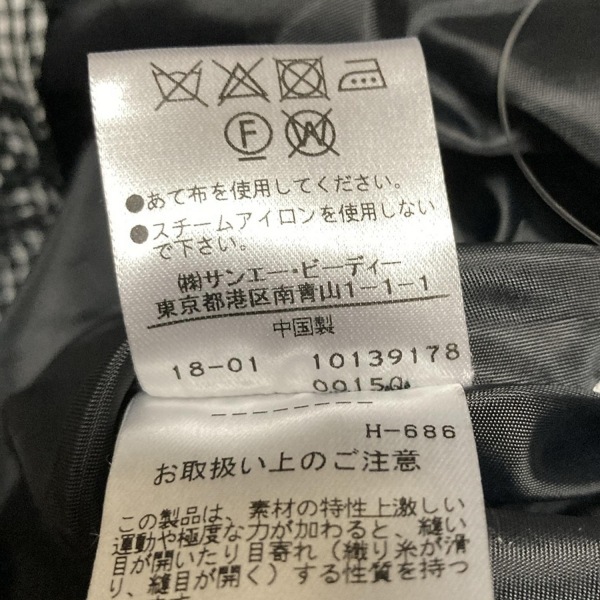 F W
●あて布を使用してください。
●スチームアイロンを使用しない
で下さい。
㈱サンエー・ビーディー
東京都港区南青山1-1-1
中国製
18-01 10139178
00150
H-686
お取扱い上のご注意
この製品は、素材の特性上激しい
運動や極度な力が加わると、縫い
目が開いたり目寄れ（織り糸が滑
り、縫目が開く）する性質を持つ